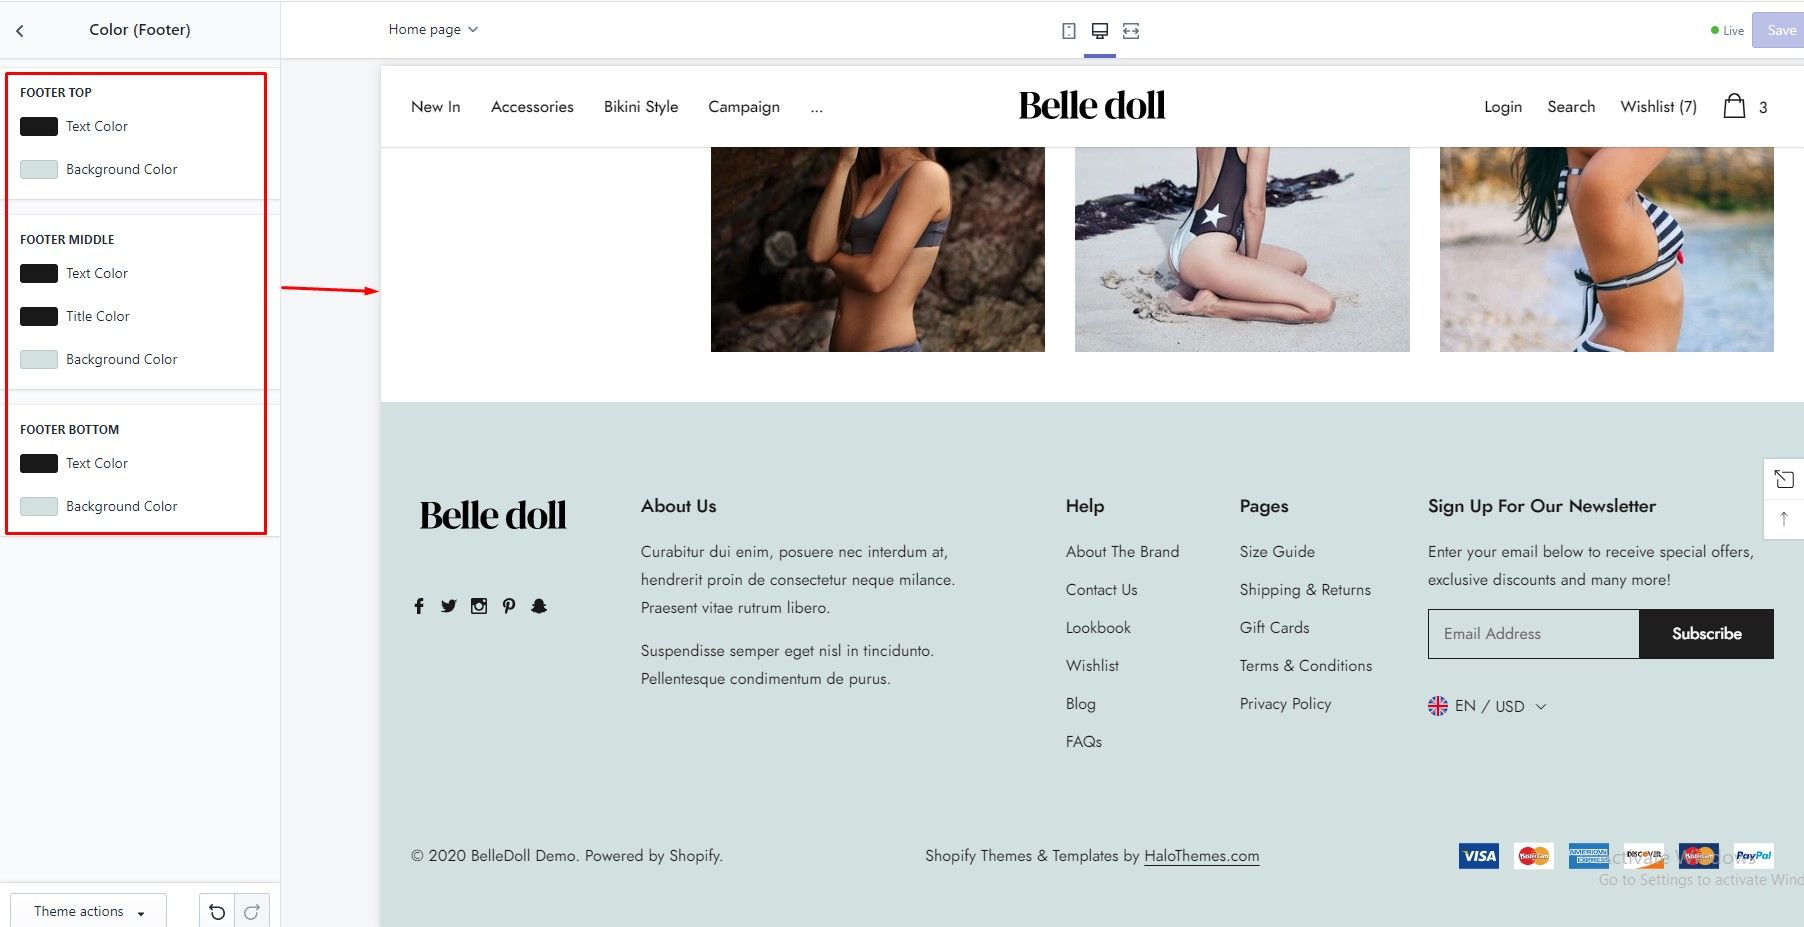 Color (Footer)
Home page
Live
Save
FOOTER TOP
Text Color
Background Color
FOOTER MIDDLE
Text Color
Title Color
Background Color
FOOTER BOTTOM
Text Color
Background Color
Theme actions
New In Accessories Bikini Style Campaign ...
Belle doll
Login Search Wishlist (7) 3
Belle doll
About Us
Curabitur dui enim, posuere nec interdum at,
hendrerit proin de consectetur neque milance.
Praesent vitae rutrum libero.
Suspendisse semper eget nisl in tincidunto.
Pellentesque condimentum de purus.
Help
About The Brand
Contact Us
Lookbook
Wishlist
Blog
FAQs
Pages
Size Guide
Shipping & Returns
Gift Cards
Terms & Conditions
Privacy Policy
Sign Up For Our Newsletter
Enter your email below to receive special offers,
exclusive discounts and many more!
Email Address
Subscribe
EN / USD
© 2020 BelleDoll Demo. Powered by Shopify.
Shopify Themes & Templates by HaloThemes.com
VISA MasterCard AMERICAN EXPRESS DISCOVER MasterCard PayPal
Activate Windows
Go to Settings to activate Wind